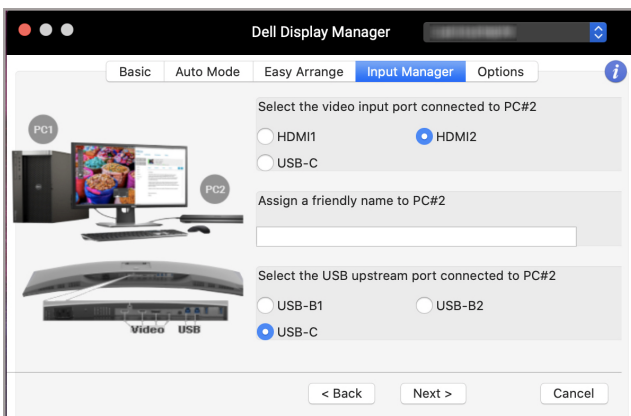 Dell Display Manager
Basic Auto Mode Easy Arrange Input Manager Options
i
Select the video input port connected to PC#2
HDMI1 HDMI2
USB-C
PC1
PC2
Assign a friendly name to PC#2
Select the USB upstream port connected to PC#2
USB-B1 USB-B2
USB-C
Video USB
< Back Next > Cancel